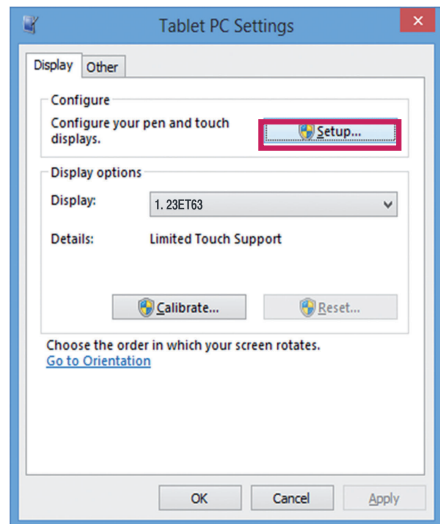 Tablet PC Settings
Display Other
Configure
Configure your pen and touch
displays.
Setup...
Display options
Display: 1. 23ET63
Details: Limited Touch Support
Calibrate... Reset...
Choose the order in which your screen rotates.
Go to Orientation
OK Cancel Apply